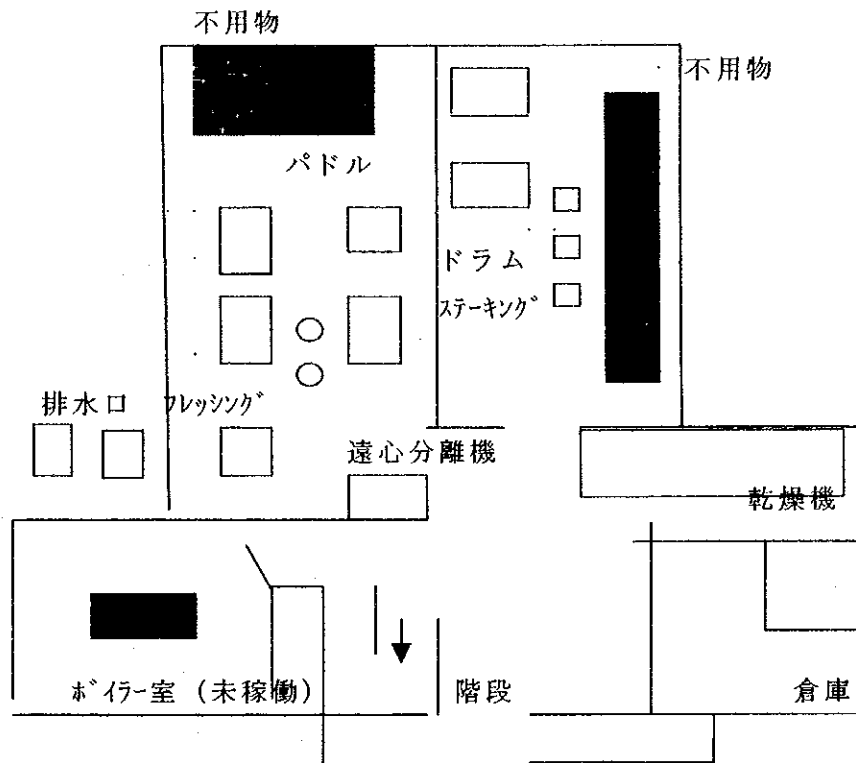 不用物
不用物
パドル
ドラム
ステーキング
排水口
フレッシング
遠心分離機
乾燥機
ボイラー室（未稼働）
階段
倉庫